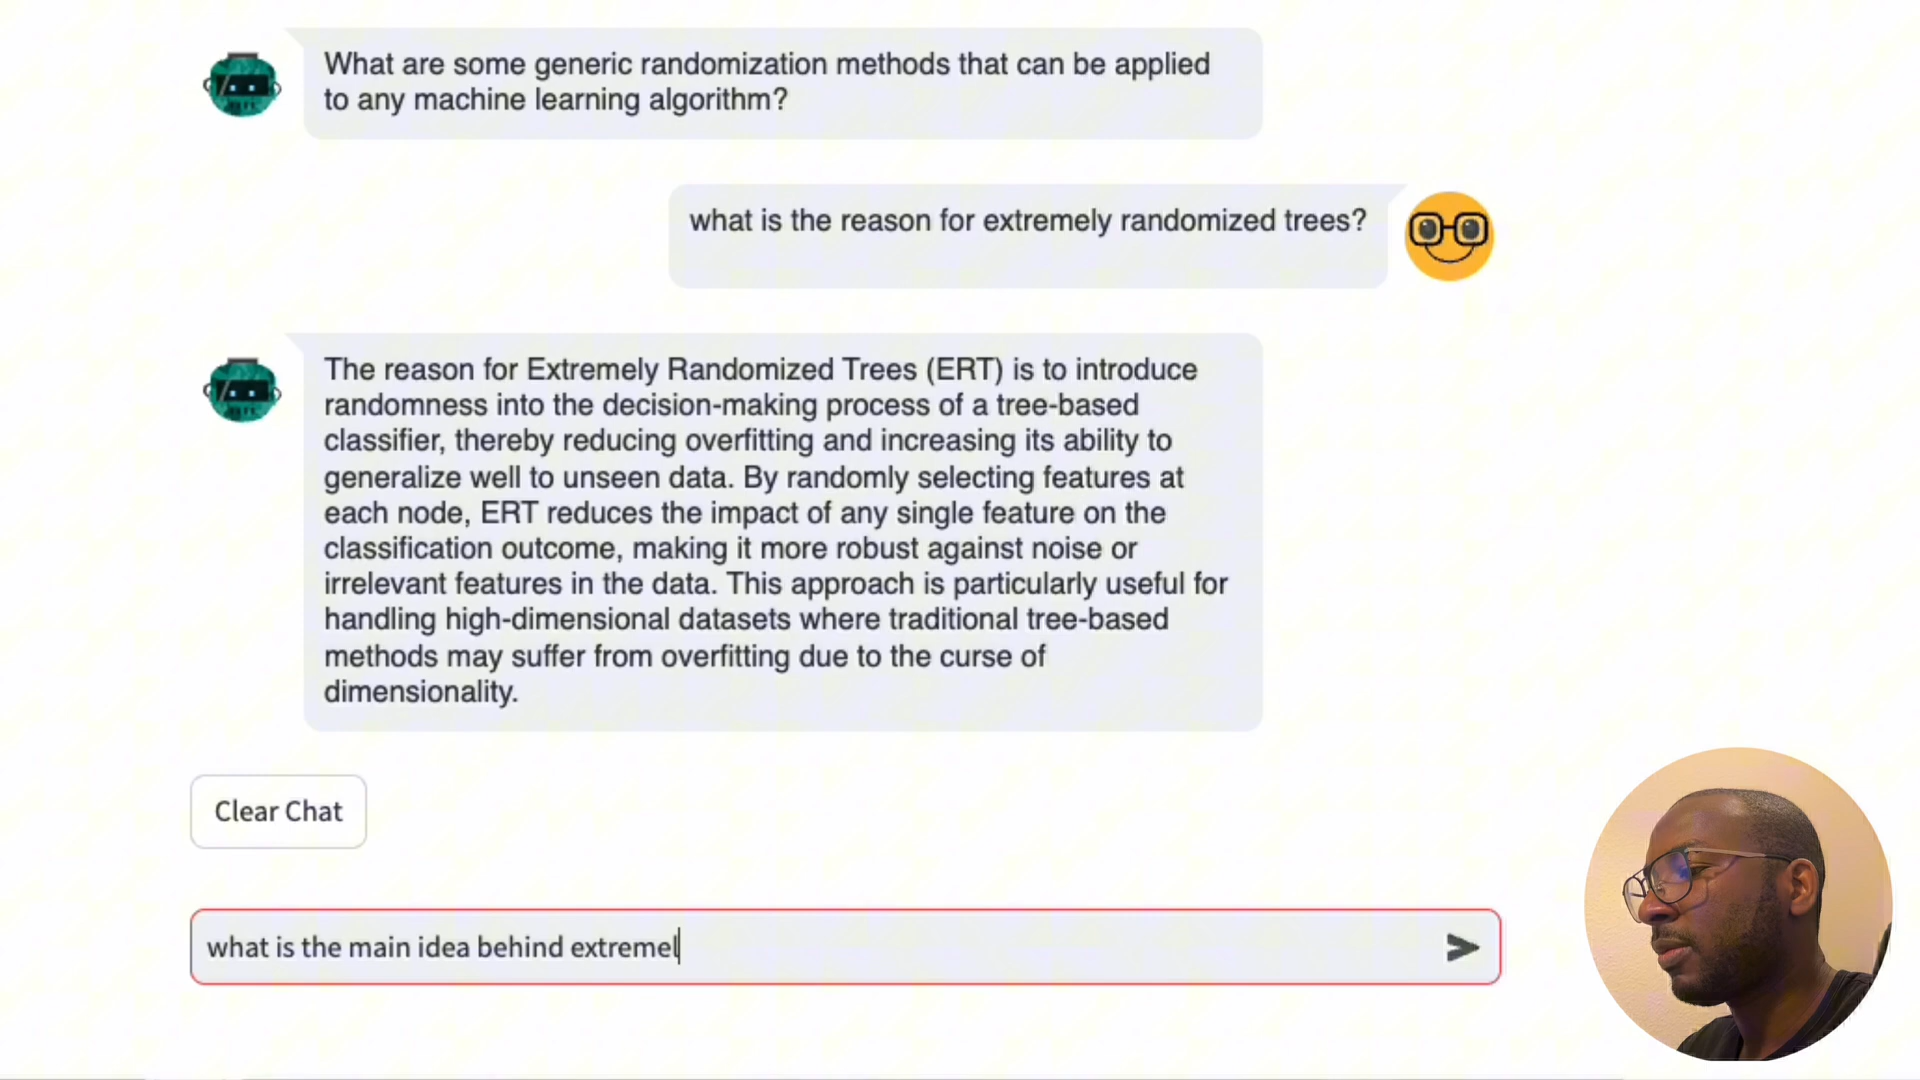 What are some generic randomization methods that can be applied
to any machine learning algorithm?
what is the reason for extremely randomized trees?
The reason for Extremely Randomized Trees (ERT) is to introduce
randomness into the decision-making process of a tree-based
classifier, thereby reducing overfitting and increasing its ability to
generalize well to unseen data. By randomly selecting features at
each node, ERT reduces the impact of any single feature on the
classification outcome, making it more robust against noise or
irrelevant features in the data. This approach is particularly useful for
handling high-dimensional datasets where traditional tree-based
methods may suffer from overfitting due to the curse of
dimensionality.
Clear Chat
what is the main idea behind extremel